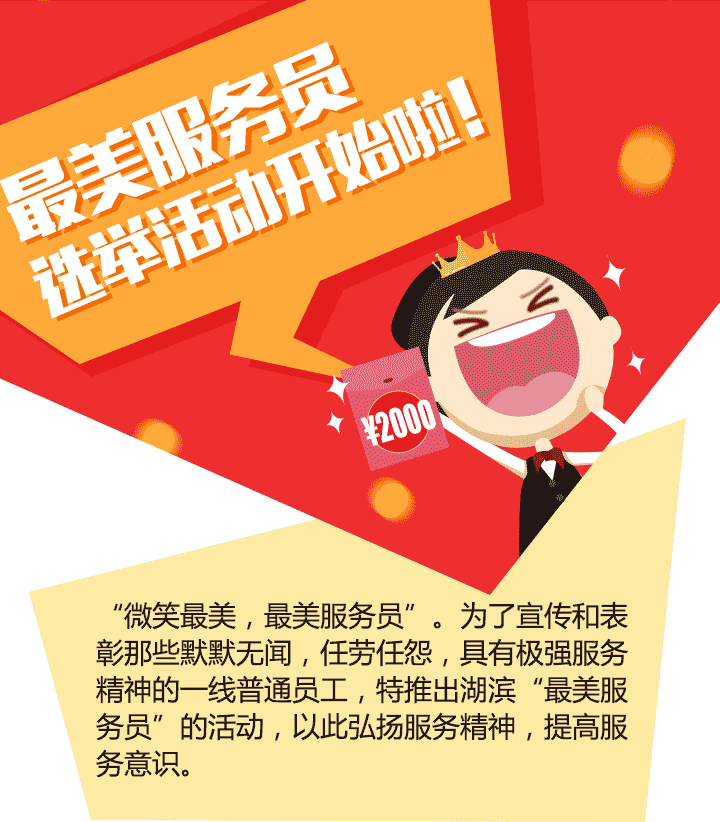 最美服务员
选举活动开始啦！
¥2000
“微笑最美，最美服务员”。为了宣传和表
彰那些默默无闻，任劳任怨，具有极强服务
精神的一线普通员工，特推出湖滨“最美服
务员”的活动，以此弘扬服务精神，提高服
务意识。